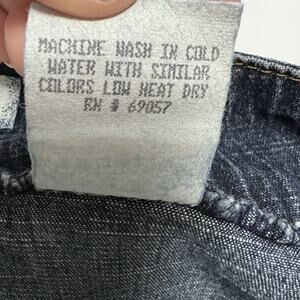 MACHINE WASH IN COLD
WATER WITH SIMILAR
COLORS LOW HEAT DRY
RN # 69057